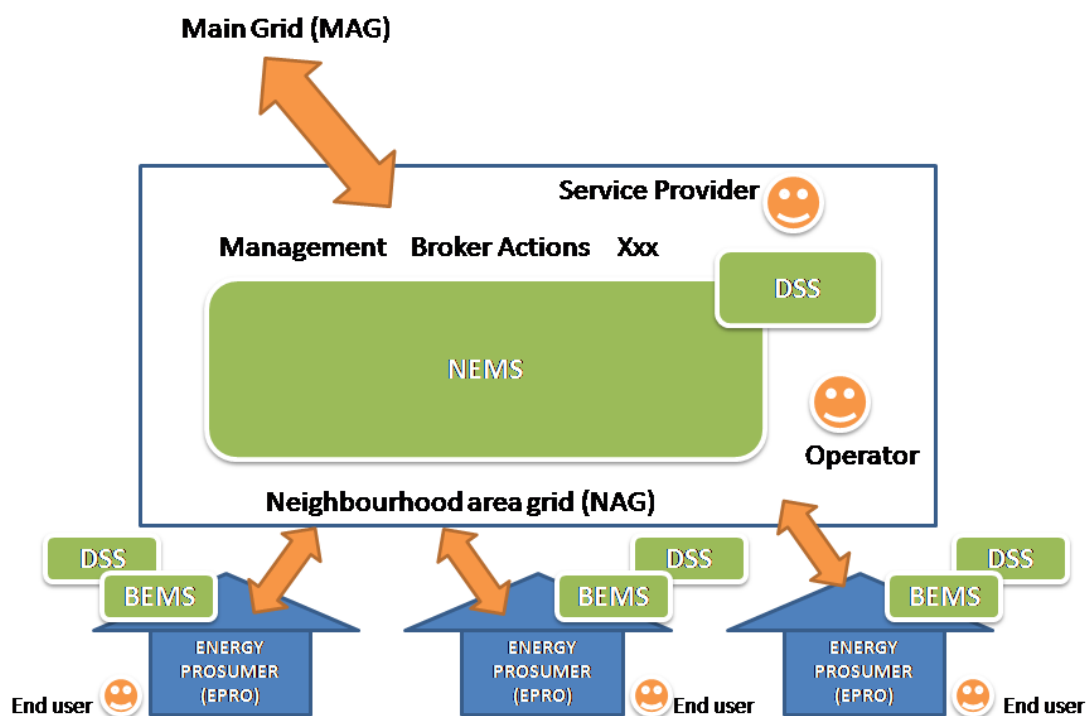 Main Grid (MAG)
Service Provider
Management Broker Actions Xxx
DSS
NEMS
Operator
Neighbourhood area grid (NAG)
DSS
BEMS
DSS
BEMS
DSS
BEMS
ENERGY
PROSUMER
(EPRO)
ENERGY
PROSUMER
(EPRO)
ENERGY
PROSUMER
(EPRO)
End user
End user
End user